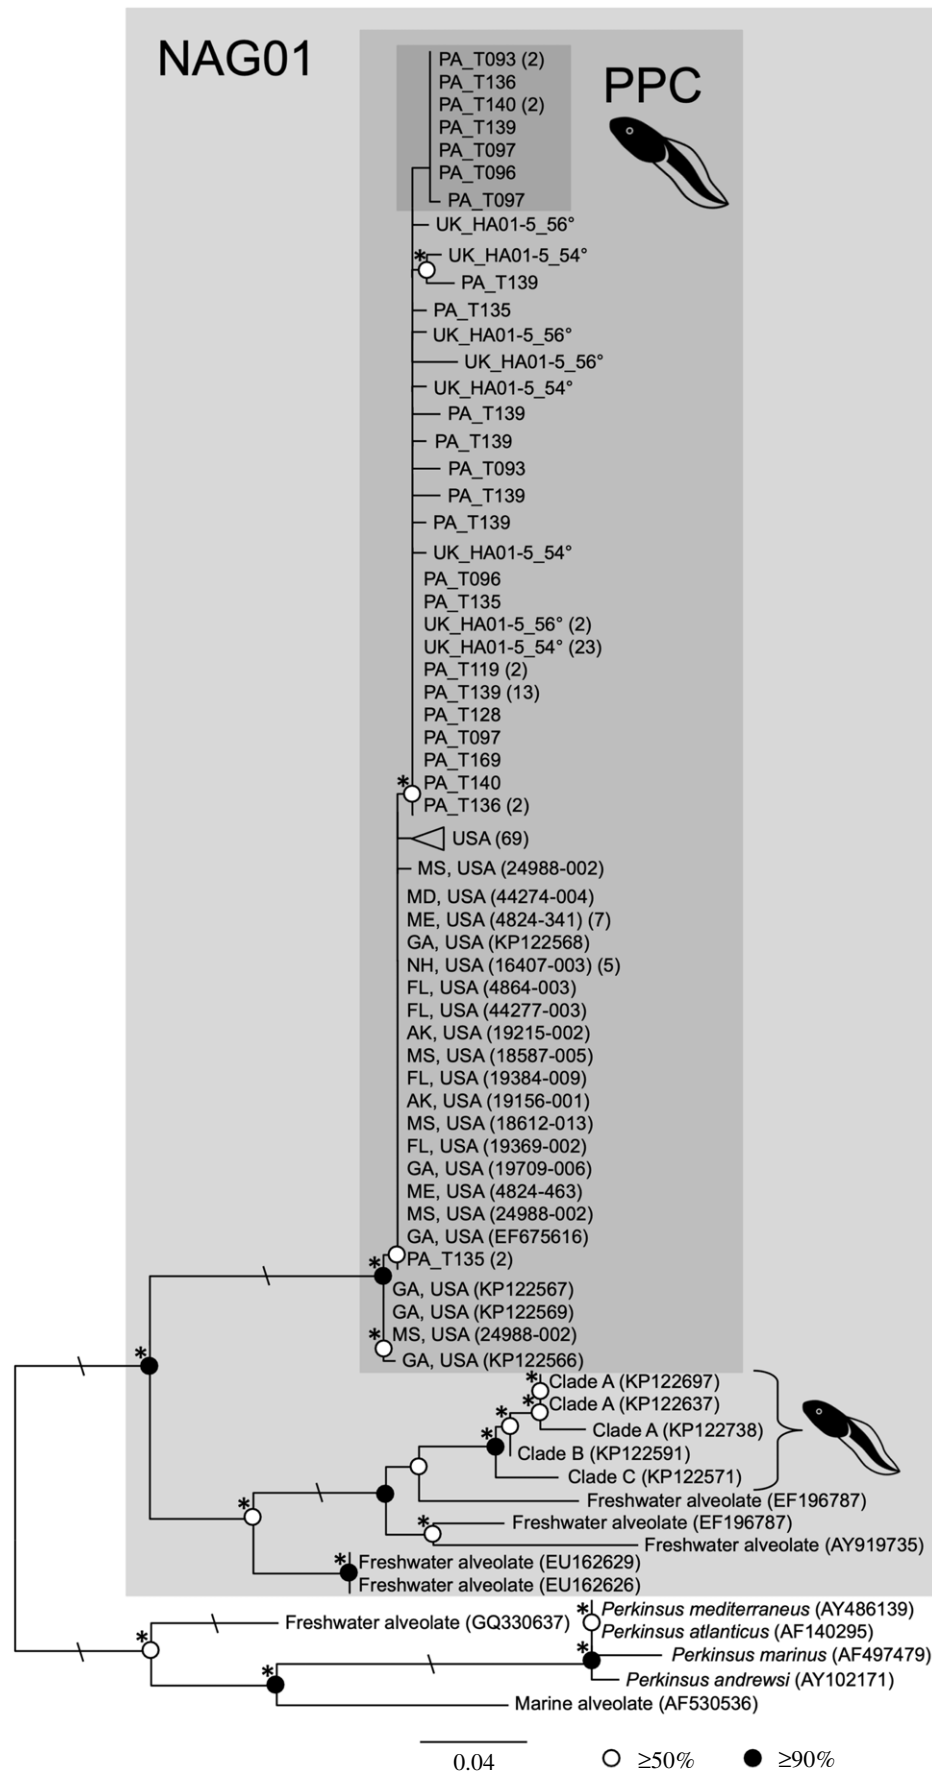 NAG01
PPC
PA_T093 (2)
PA_T136
PA_T140 (2)
PA_T139
PA_T097
PA_T096
PA_T097
UK_HA01-5_56°
* UK_HA01-5_54°
PA_T139
PA_T135
UK_HA01-5_56°
UK_HA01-5_56°
UK_HA01-5_54°
PA_T139
PA_T139
PA_T093
PA_T139
PA_T139
UK_HA01-5_54°
PA_T096
PA_T135
UK_HA01-5_56° (2)
UK_HA01-5_54° (23)
PA_T119 (2)
PA_T139 (13)
PA_T128
PA_T097
PA_T169
* PA_T140
PA_T136 (2)
USA (69)
MS, USA (24988-002)
MD, USA (44274-004)
ME, USA (4824-341) (7)
GA, USA (KP122568)
NH, USA (16407-003) (5)
FL, USA (4864-003)
FL, USA (44277-003)
AK, USA (19215-002)
MS, USA (18587-005)
FL, USA (19384-009)
AK, USA (19156-001)
MS, USA (18612-013)
FL, USA (19369-002)
GA, USA (19709-006)
ME, USA (4824-463)
MS, USA (24988-002)
GA, USA (EF675616)
* PA_T135 (2)
GA, USA (KP122567)
GA, USA (KP122569)
* MS, USA (24988-002)
* GA, USA (KP122566)
* Clade A (KP122697)
* Clade A (KP122637)
* Clade A (KP122738)
* Clade B (KP122591)
Clade C (KP122571)
Freshwater alveolate (EF196787)
* * Freshwater alveolate (EF196787)
Freshwater alveolate (AY919735)
* Freshwater alveolate (EU162629)
Freshwater alveolate (EU162626)
* Perkinsus mediterraneus (AY486139)
* Freshwater alveolate (GQ330637)
Perkinsus atlanticus (AF140295)
* Perkinsus marinus (AF497479)
* Perkinsus andrewsi (AY102171)
Marine alveolate (AF530536)
0.04 ≥50% ≥90%